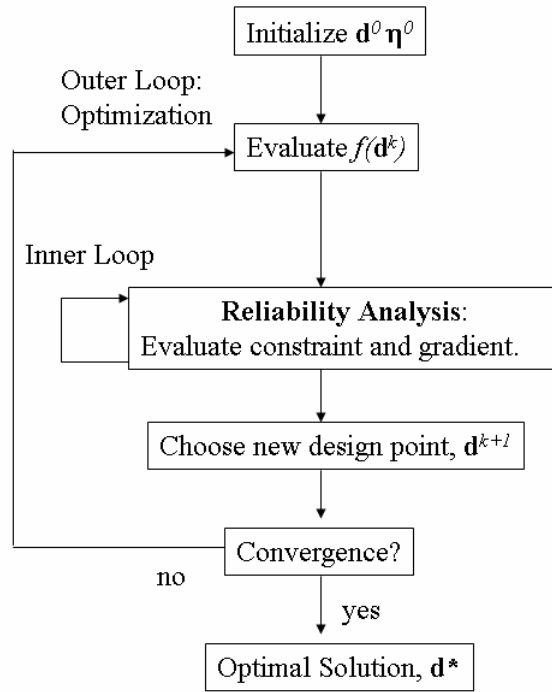 Initialize d⁰ η⁰
Outer Loop:
Optimization
Evaluate f(dᵏ)
Inner Loop
Reliability Analysis:
Evaluate constraint and gradient.
Choose new design point, dᵏ⁺¹
Convergence?
no
yes
Optimal Solution, d*